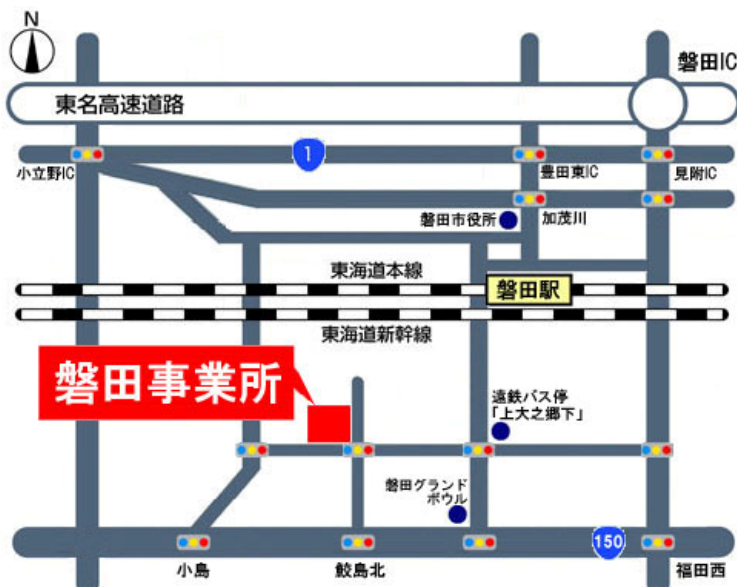 N
磐田IC
東名高速道路
1
小立野IC
豊田東IC
見附IC
磐田市役所
加茂川
東海道本線
磐田駅
東海道新幹線
磐田事業所
遠鉄バス停
「上大之郷下」
磐田グランド
ボウル
150
小島
鮫島北
福田西